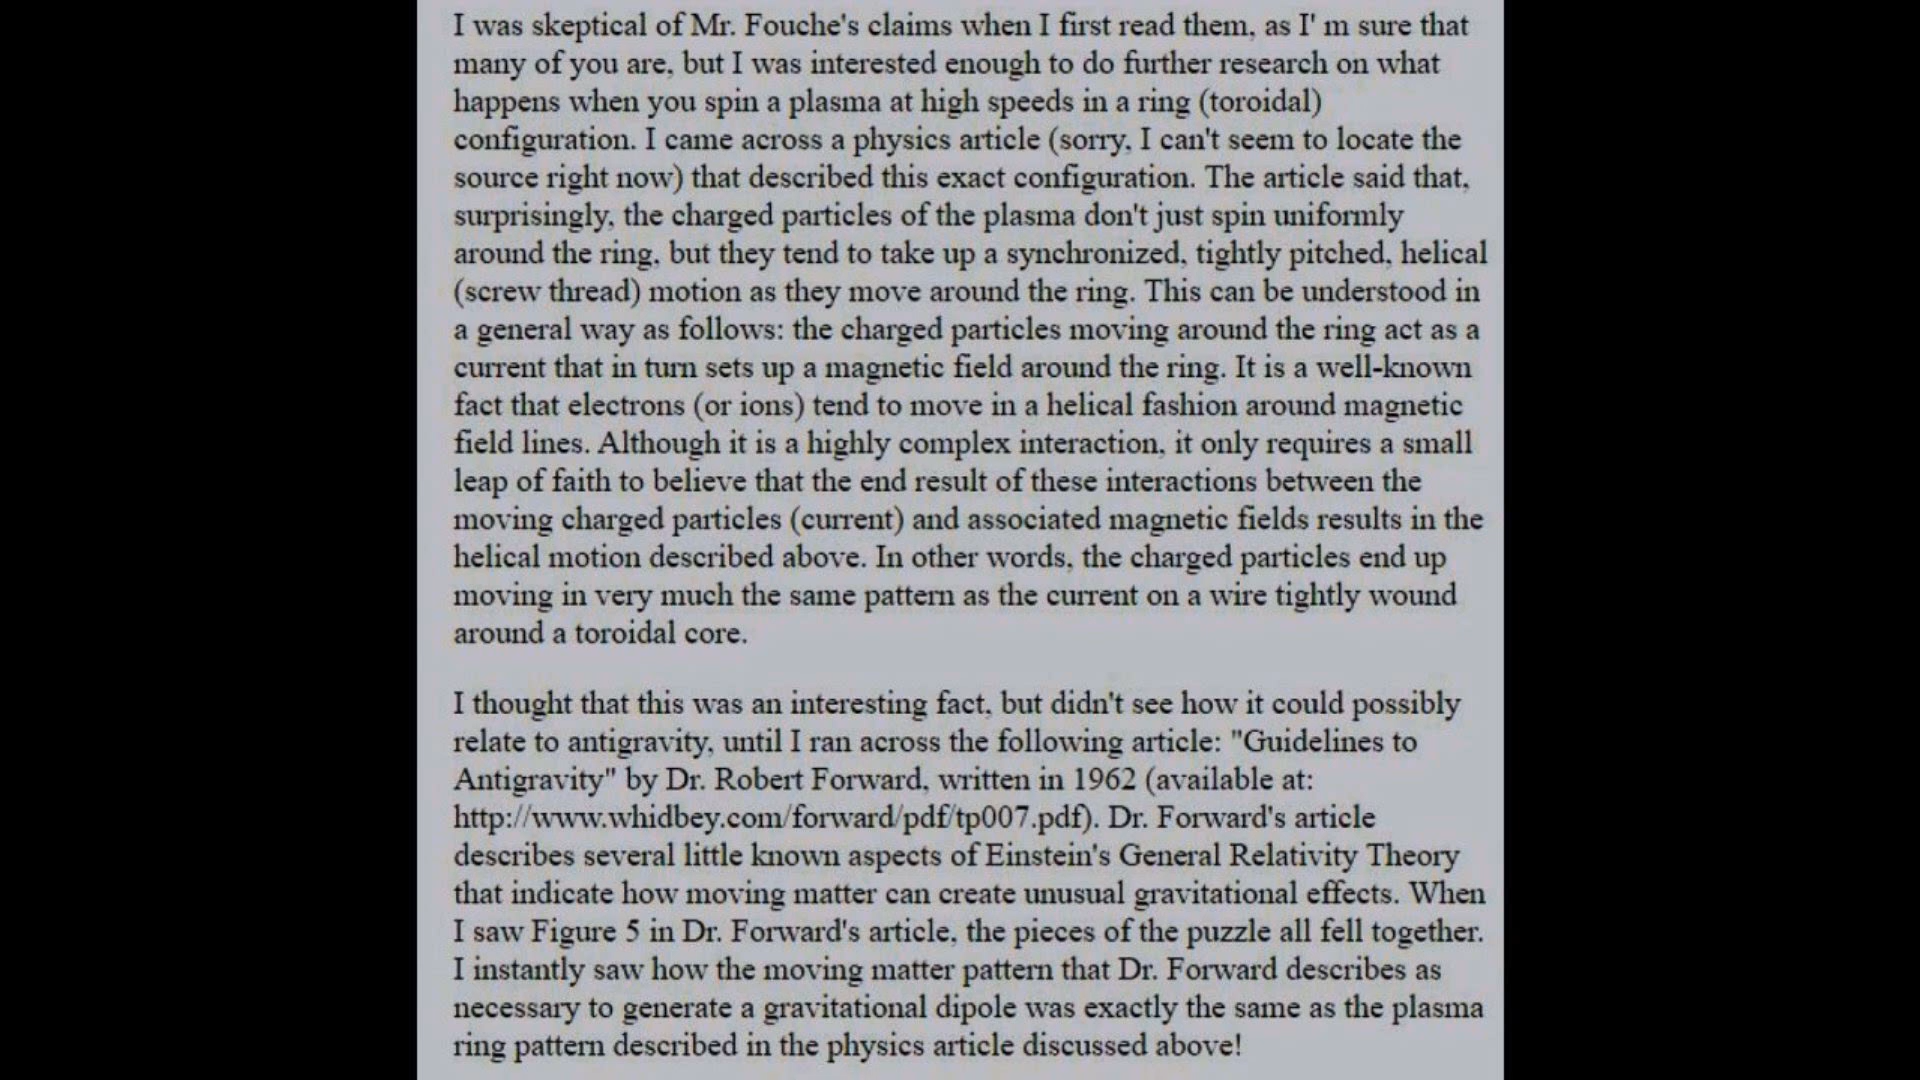 I was skeptical of Mr. Fouche's claims when I first read them, as I' m sure that
many of you are, but I was interested enough to do further research on what
happens when you spin a plasma at high speeds in a ring (toroidal)
configuration. I came across a physics article (sorry, I can't seem to locate the
source right now) that described this exact configuration. The article said that,
surprisingly, the charged particles of the plasma don't just spin uniformly
around the ring, but they tend to take up a synchronized, tightly pitched, helical
(screw thread) motion as they move around the ring. This can be understood in
a general way as follows: the charged particles moving around the ring act as a
current that in turn sets up a magnetic field around the ring. It is a well-known
fact that electrons (or ions) tend to move in a helical fashion around magnetic
field lines. Although it is a highly complex interaction, it only requires a small
leap of faith to believe that the end result of these interactions between the
moving charged particles (current) and associated magnetic fields results in the
helical motion described above. In other words, the charged particles end up
moving in very much the same pattern as the current on a wire tightly wound
around a toroidal core.
I thought that this was an interesting fact, but didn't see how it could possibly
relate to antigravity, until I ran across the following article: "Guidelines to
Antigravity" by Dr. Robert Forward, written in 1962 (available at:
http://www.whidbey.com/forward/pdf/tp007.pdf). Dr. Forward's article
describes several little known aspects of Einstein's General Relativity Theory
that indicate how moving matter can create unusual gravitational effects. When
I saw Figure 5 in Dr. Forward's article, the pieces of the puzzle all fell together.
I instantly saw how the moving matter pattern that Dr. Forward describes as
necessary to generate a gravitational dipole was exactly the same as the plasma
ring pattern described in the physics article discussed above!